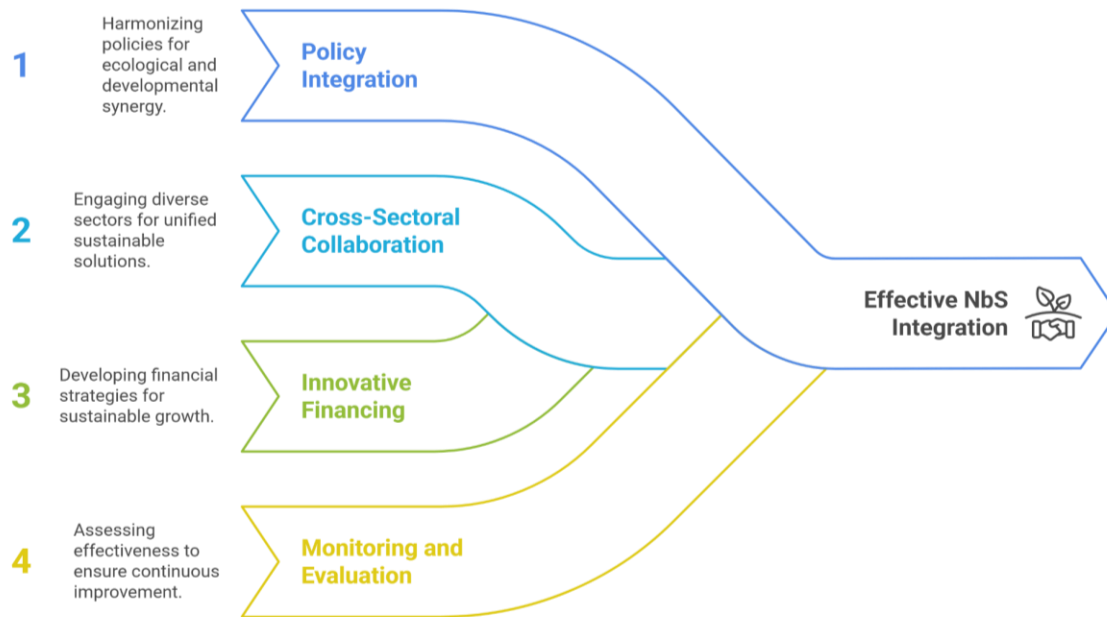 1
Harmonizing
policies for
ecological and
developmental
synergy.
Policy
Integration
2
Engaging diverse
sectors for unified
sustainable
solutions.
Cross-Sectoral
Collaboration
3
Developing financial
strategies for
sustainable growth.
Innovative
Financing
4
Assessing
effectiveness to
ensure continuous
improvement.
Monitoring and
Evaluation
Effective NbS
Integration